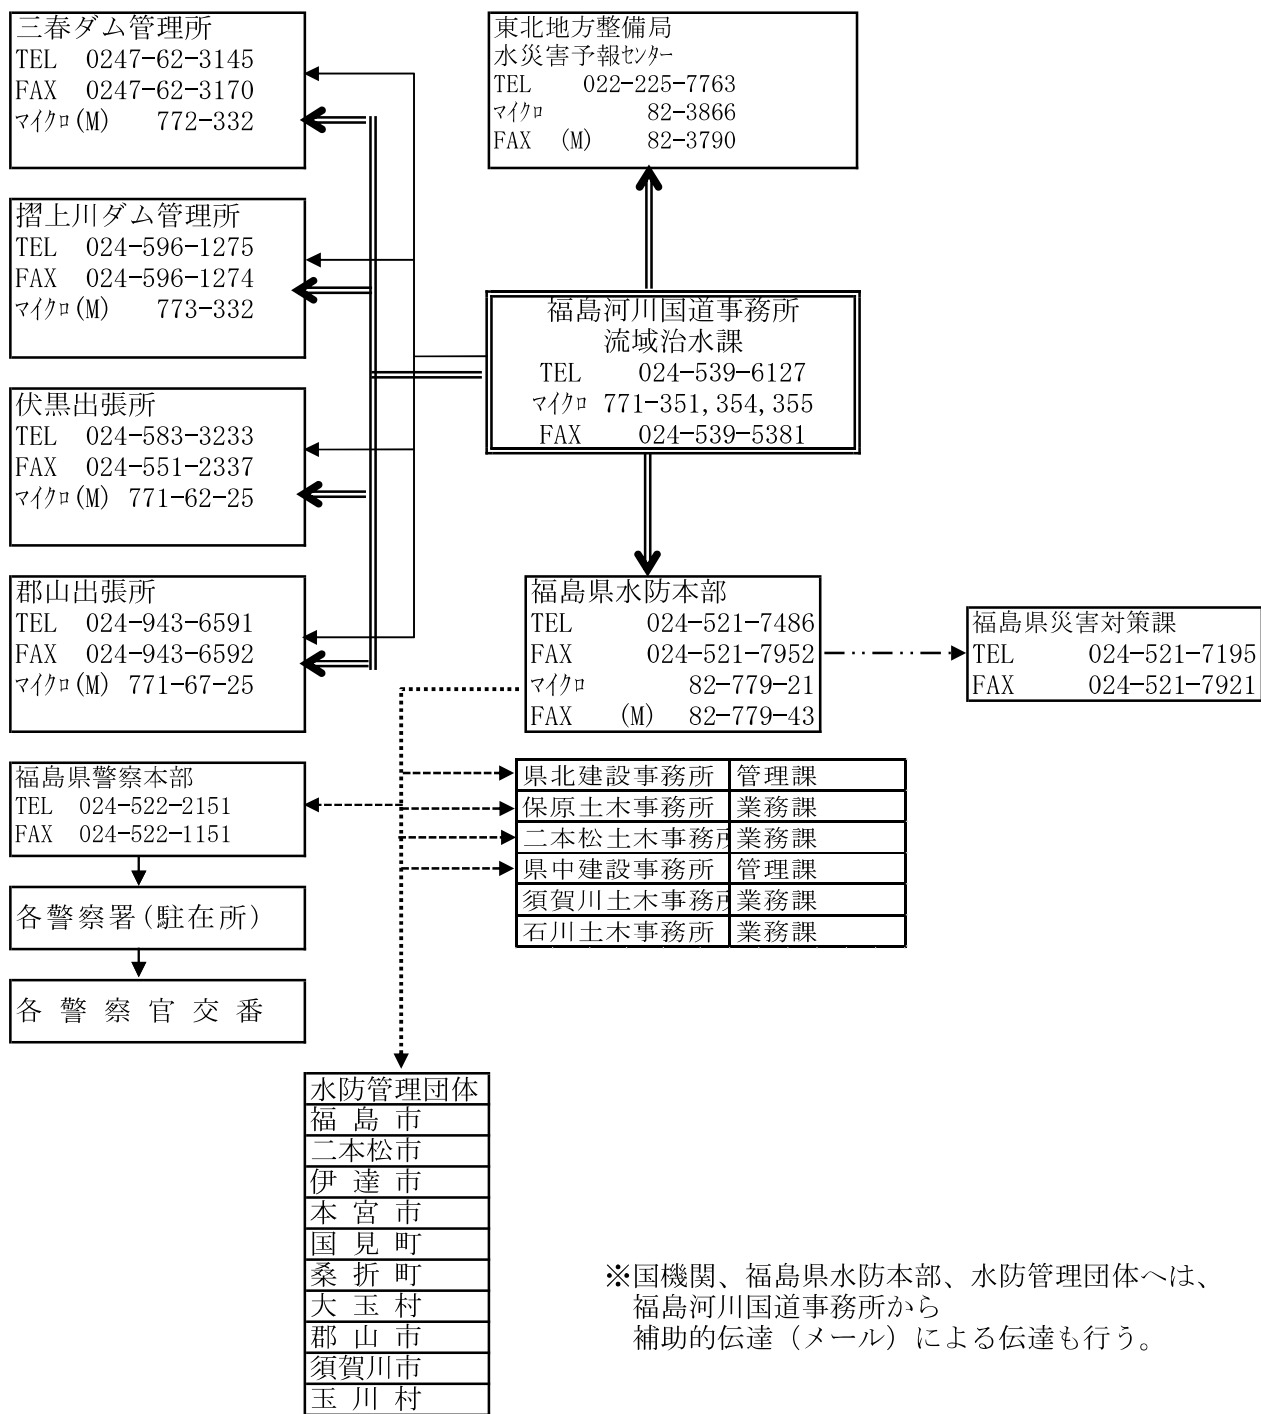 三春ダム管理所
TEL 0247-62-3145
FAX 0247-62-3170
ﾏｲｸﾛ(M) 772-332
東北地方整備局
水災害予報ｾﾝﾀｰ
TEL 022-225-7763
ﾏｲｸﾛ 82-3866
FAX (M) 82-3790
摺上川ダム管理所
TEL 024-596-1275
FAX 024-596-1274
ﾏｲｸﾛ(M) 773-332
福島河川国道事務所
流域治水課
TEL 024-539-6127
ﾏｲｸﾛ 771-351,354,355
FAX 024-539-5381
伏黒出張所
TEL 024-583-3233
FAX 024-551-2337
ﾏｲｸﾛ(M) 771-62-25
郡山出張所
TEL 024-943-6591
FAX 024-943-6592
ﾏｲｸﾛ(M) 771-67-25
福島県水防本部
TEL 024-521-7486
FAX 024-521-7952
ﾏｲｸﾛ 82-779-21
FAX (M) 82-779-43
福島県災害対策課
TEL 024-521-7195
FAX 024-521-7921
福島県警察本部
TEL 024-522-2151
FAX 024-522-1151
各警察署(駐在所)
各警察官交番
県北建設事務所 管理課
保原土木事務所 業務課
二本松土木事務所 業務課
県中建設事務所 管理課
須賀川土木事務所 業務課
石川土木事務所 業務課
水防管理団体
福島市
二本松市
伊達市
本宮市
国見町
桑折町
大玉村
郡山市
須賀川市
玉川村
※国機関、福島県水防本部、水防管理団体へは、
福島河川国道事務所から
補助的伝達（メール）による伝達も行う。